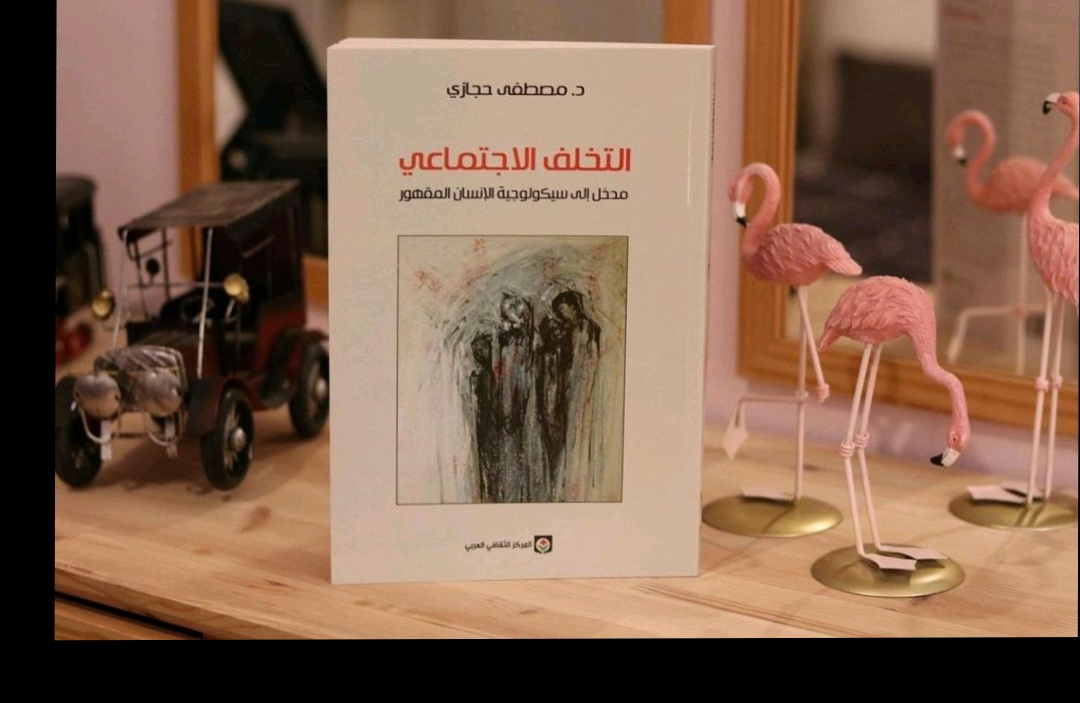 د. مصطفى حجازي
التخلف الاجتماعي
مدخل إلى سيكولوجية الإنسان المقهور
المركز الثقافي العربي